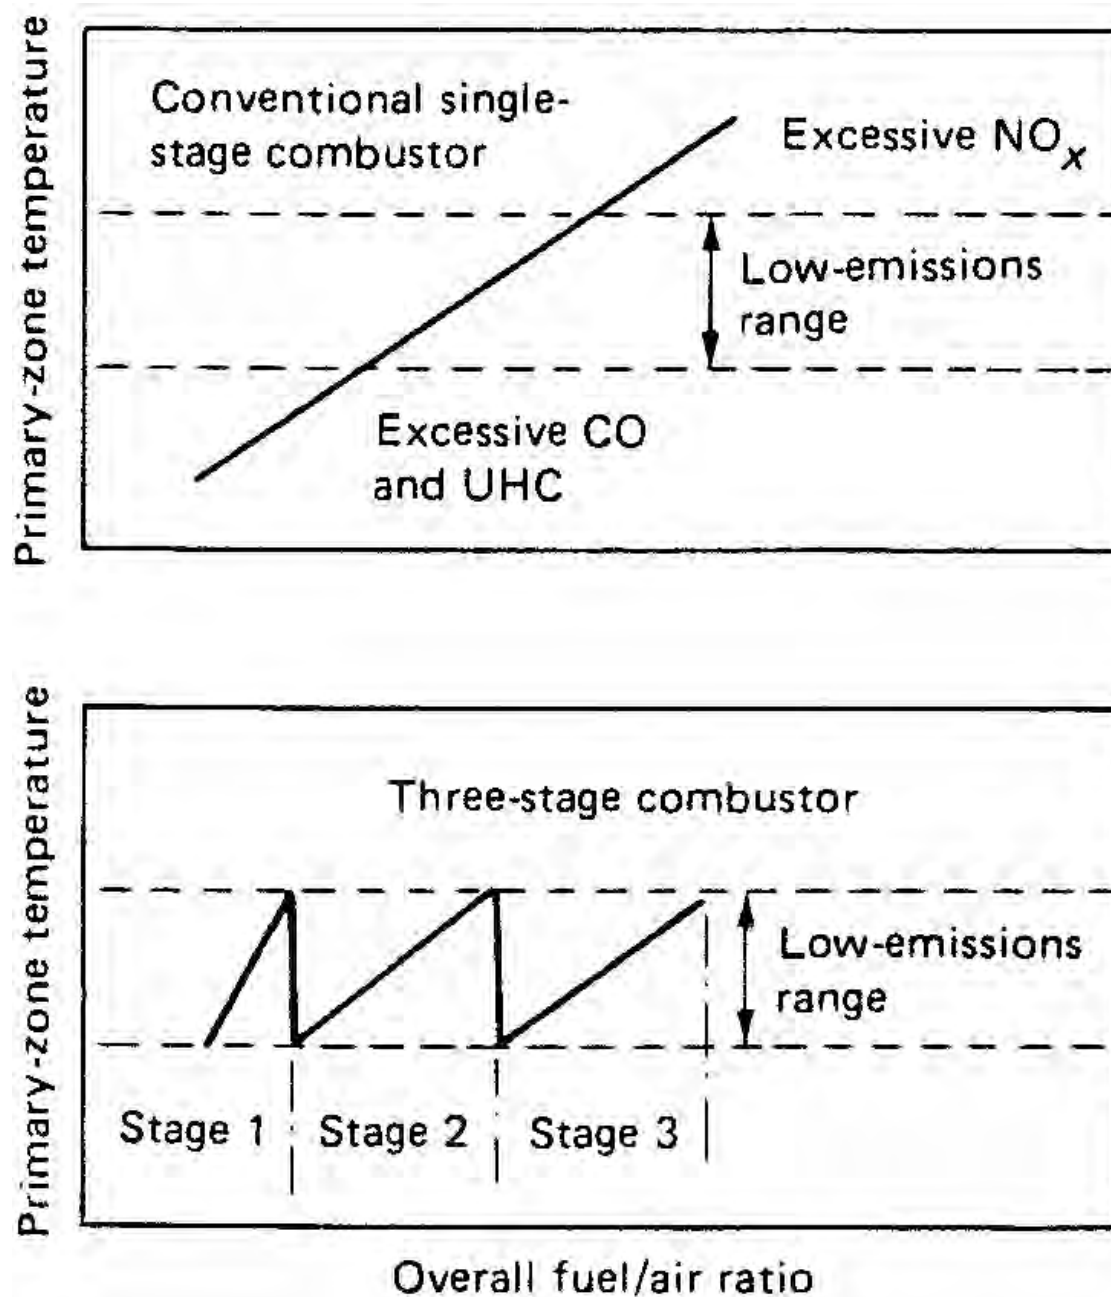 Primary-zone temperature
Conventional single-
stage combustor
Excessive NOx
Low-emissions
range
Excessive CO
and UHC
Primary-zone temperature
Three-stage combustor
Low-emissions
range
Stage 1
Stage 2
Stage 3
Overall fuel/air ratio